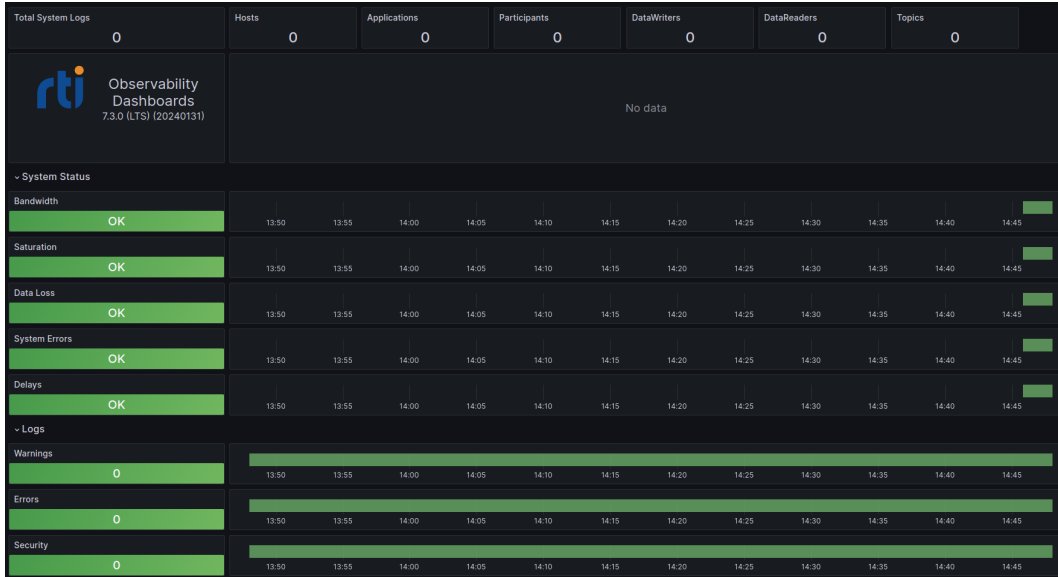 Total System Logs
0
Hosts
0
Applications
0
Participants
0
DataWriters
0
DataReaders
0
Topics
0
rti
Observability
Dashboards
7.3.0 (LTS) (20240131)
No data
System Status
Bandwidth
OK
13:50 13:55 14:00 14:05 14:10 14:15 14:20 14:25 14:30 14:35 14:40 14:45
Saturation
OK
13:50 13:55 14:00 14:05 14:10 14:15 14:20 14:25 14:30 14:35 14:40 14:45
Data Loss
OK
13:50 13:55 14:00 14:05 14:10 14:15 14:20 14:25 14:30 14:35 14:40 14:45
System Errors
OK
13:50 13:55 14:00 14:05 14:10 14:15 14:20 14:25 14:30 14:35 14:40 14:45
Delays
OK
13:50 13:55 14:00 14:05 14:10 14:15 14:20 14:25 14:30 14:35 14:40 14:45
Logs
Warnings
0
13:50 13:55 14:00 14:05 14:10 14:15 14:20 14:25 14:30 14:35 14:40 14:45
Errors
0
13:50 13:55 14:00 14:05 14:10 14:15 14:20 14:25 14:30 14:35 14:40 14:45
Security
0
13:50 13:55 14:00 14:05 14:10 14:15 14:20 14:25 14:30 14:35 14:40 14:45